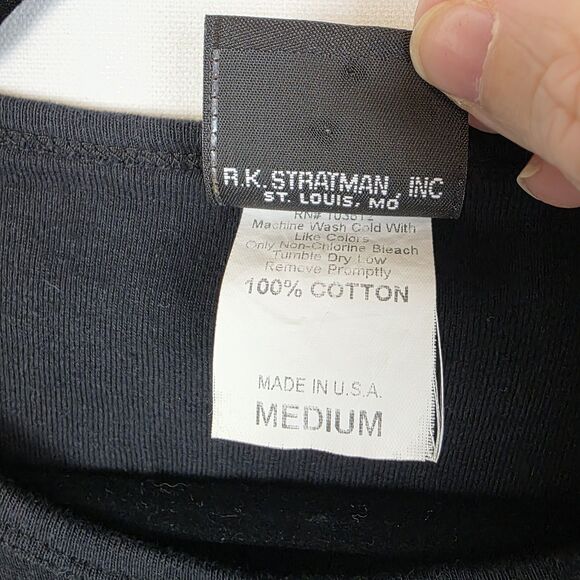 R.K. STRATMAN, INC
ST. LOUIS, MO
RN#
Machine Wash Cold With
Like Colors
Only Non-Chlorine Bleach
Tumble Dry Low
Remove Promptly
100% COTTON
MADE IN U.S.A.
MEDIUM